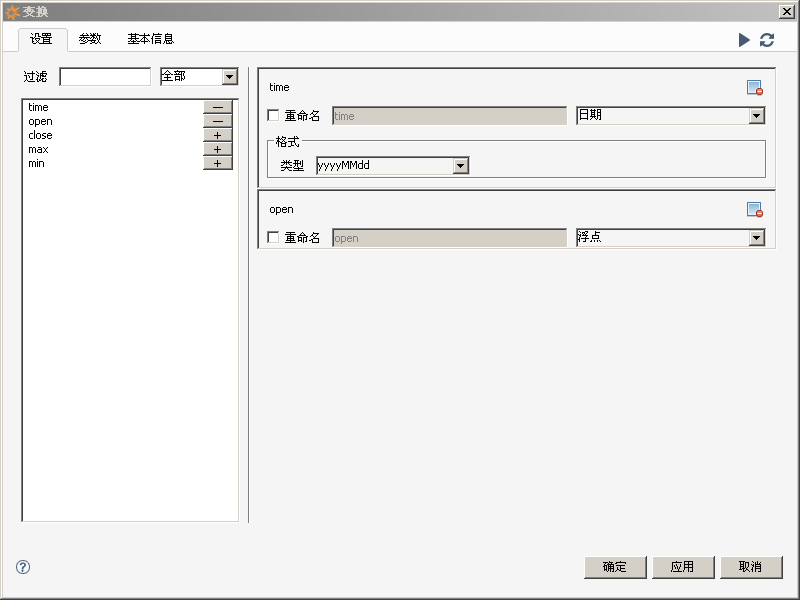 变换
设置 参数 基本信息
过滤 全部
time
open
close
max
min
time
重命名 time 日期
格式
类型 yyyyMMdd
open
重命名 open 浮点
确定 应用 取消